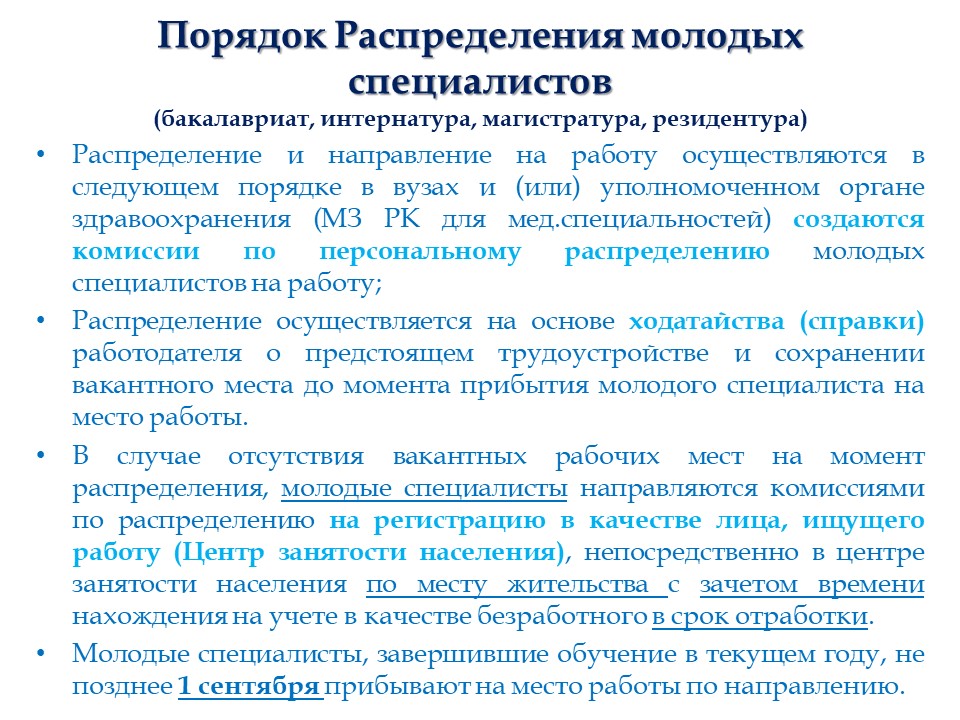 Порядок Распределения молодых
специалистов
(бакалавриат, интернатура, магистратура, резидентура)
• Распределение и направление на работу осуществляются в
следующем порядке в вузах и (или) уполномоченном органе
здравоохранения (МЗ РК для мед.специальностей) создаются
комиссии по персональному распределению молодых
специалистов на работу;
• Распределение осуществляется на основе ходатайства (справки)
работодателя о предстоящем трудоустройстве и сохранении
вакантного места до момента прибытия молодого специалиста на
место работы.
• В случае отсутствия вакантных рабочих мест на момент
распределения, молодые специалисты направляются комиссиями
по распределению на регистрацию в качестве лица, ищущего
работу (Центр занятости населения), непосредственно в центре
занятости населения по месту жительства с зачетом времени
нахождения на учете в качестве безработного в срок отработки.
• Молодые специалисты, завершившие обучение в текущем году, не
позднее 1 сентября прибывают на место работы по направлению.